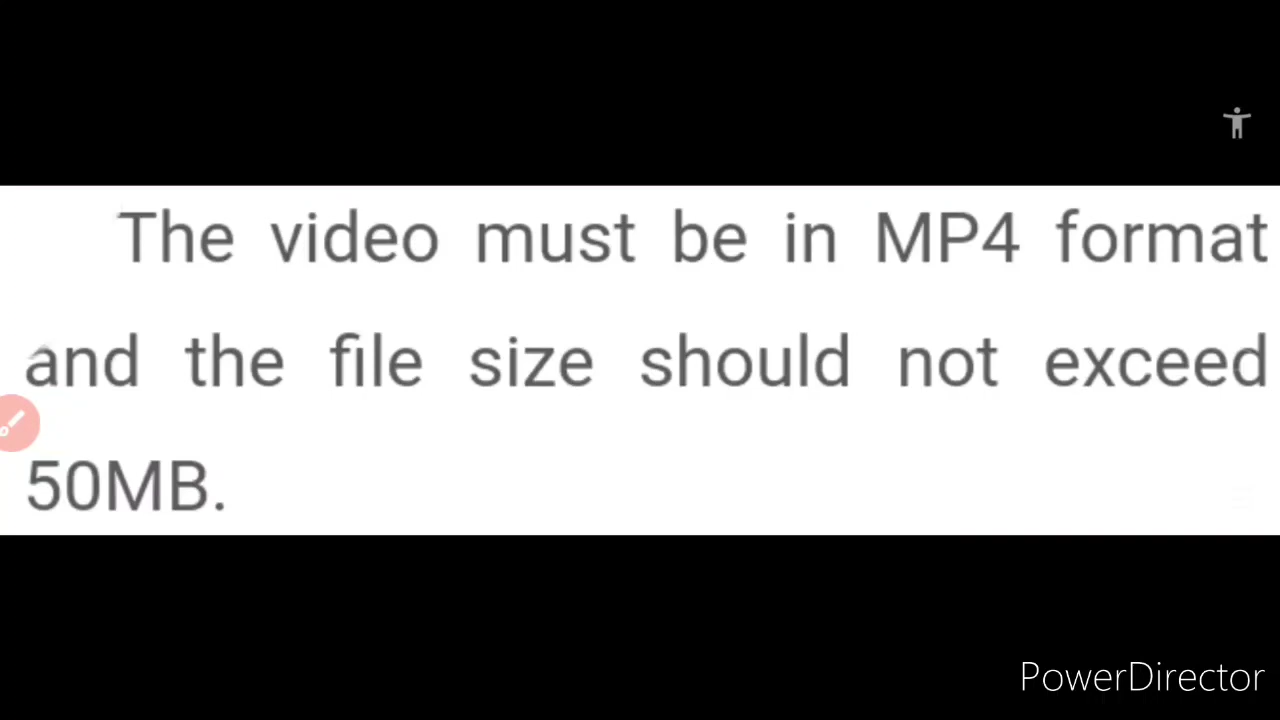 The video must be in MP4 format
and the file size should not exceed
50MB.
PowerDirector